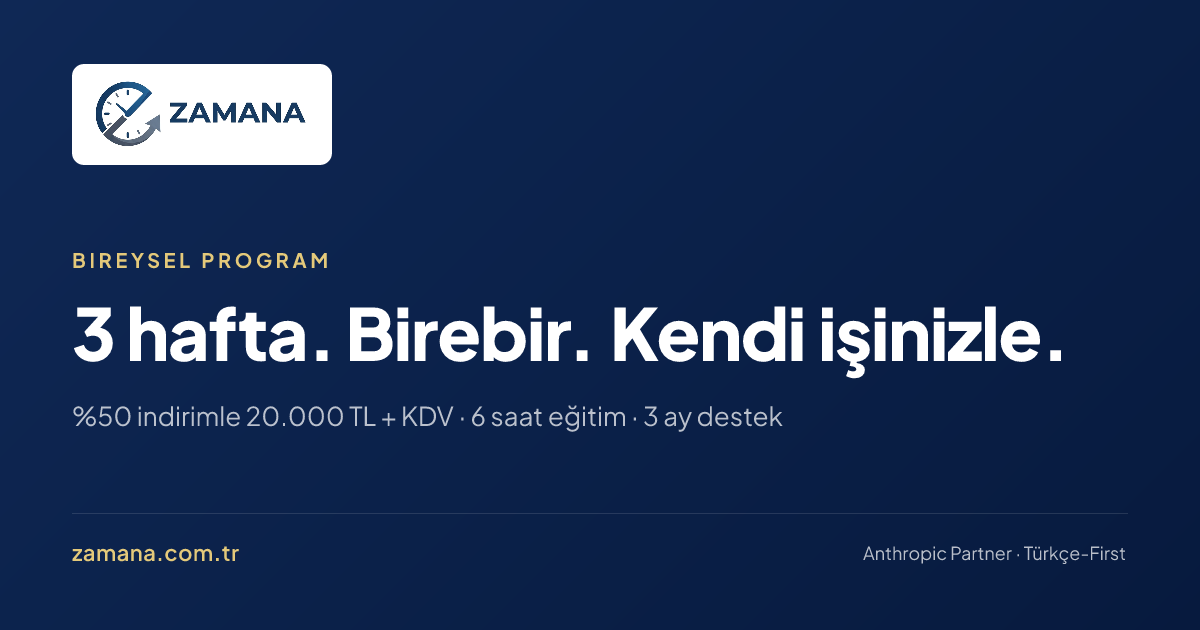 ZAMANA
BIREYSEL PROGRAM
3 hafta. Birebir. Kendi işinizle.
%50 indirimle 20.000 TL + KDV · 6 saat eğitim · 3 ay destek
zamana.com.tr
Anthropic Partner · Türkçe-First